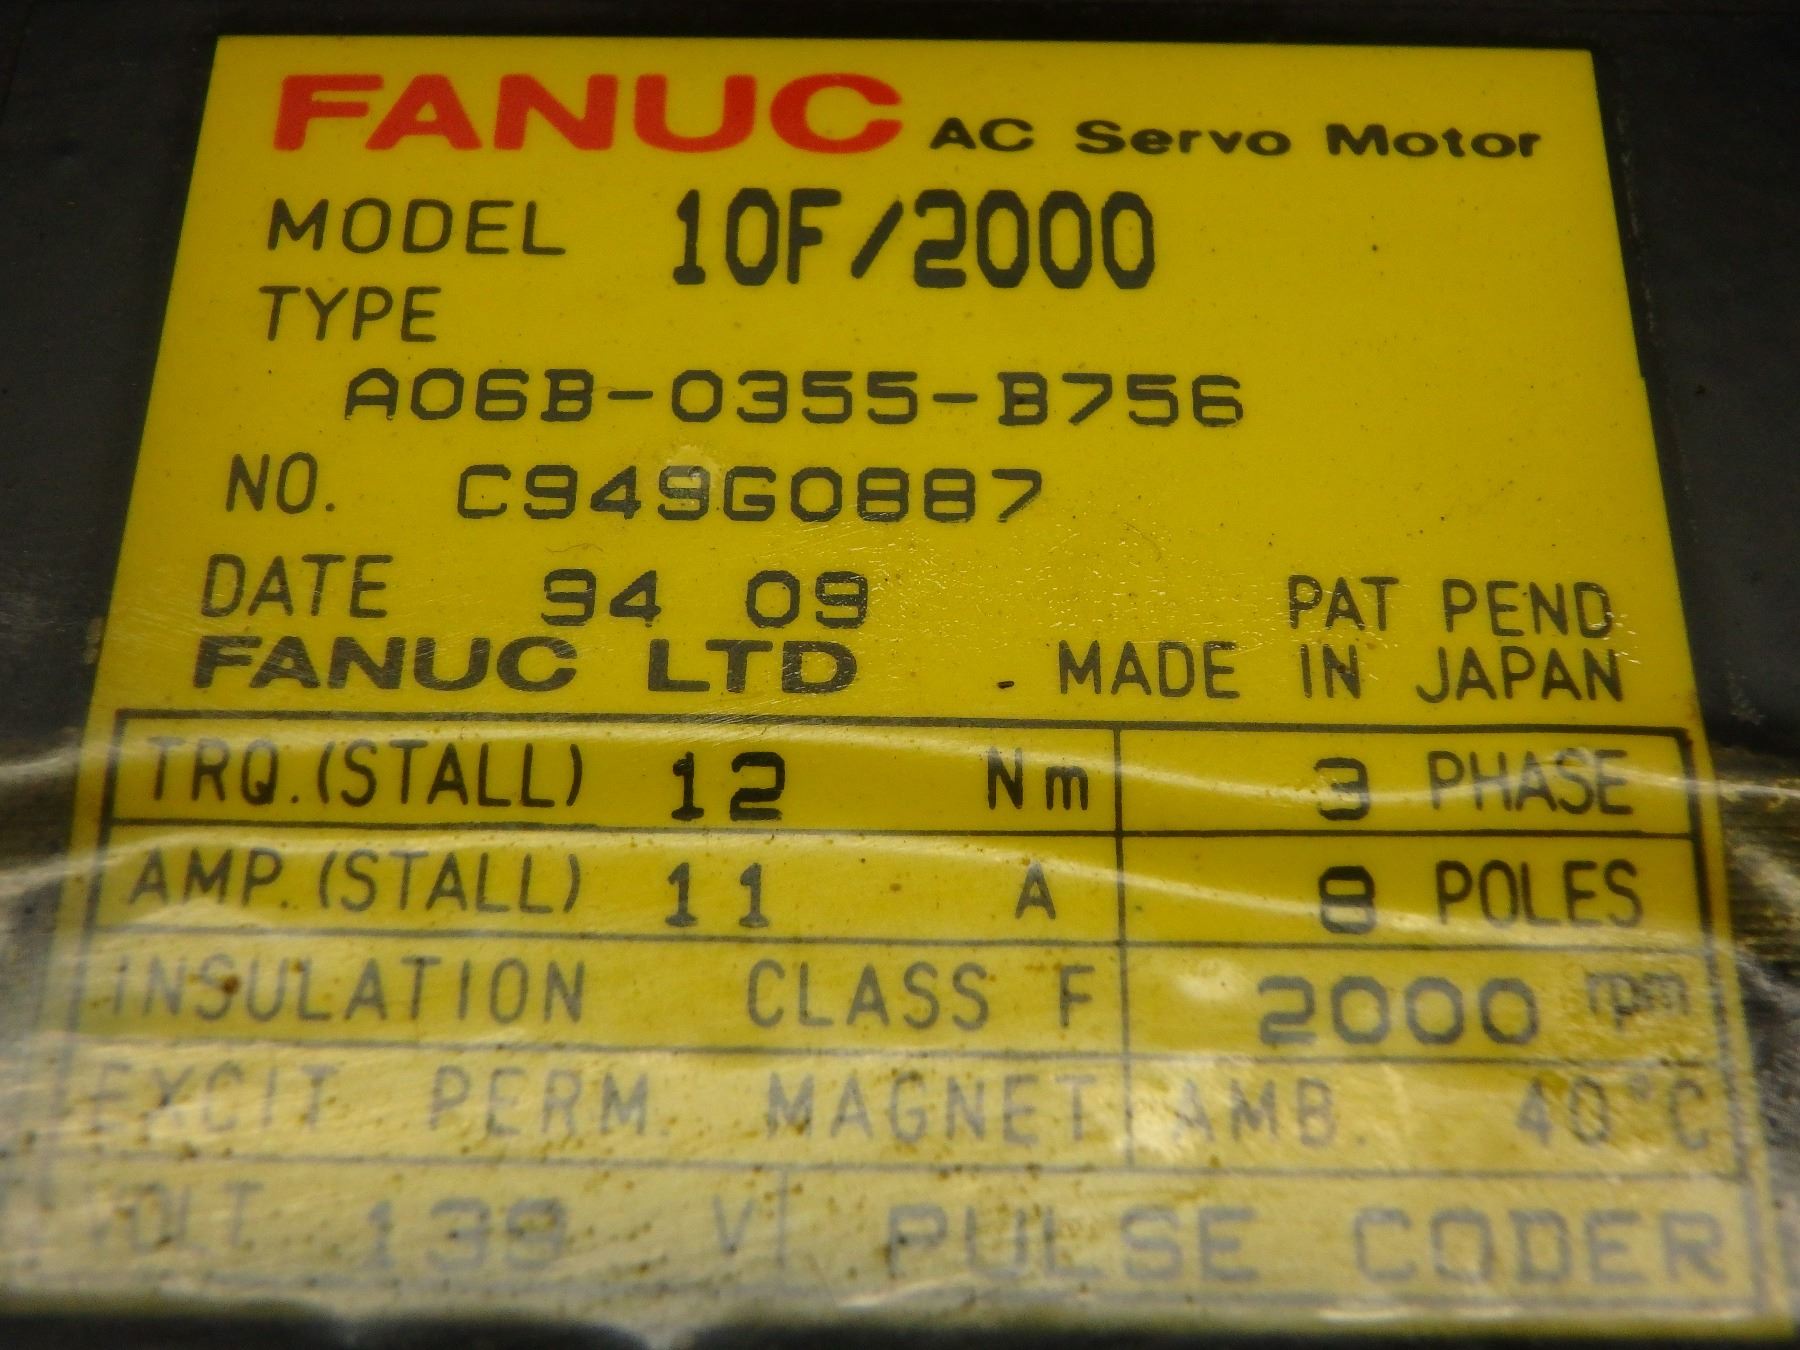 FANUC AC Servo Motor
MODEL 10F/2000
TYPE
A06B-0355-B756
NO. C949G0887
DATE 94 09
PAT PEND
FANUC LTD MADE IN JAPAN
TRQ.(STALL) 12 Nm 3 PHASE
AMP.(STALL) 11 A 8 POLES
INSULATION CLASS F 2000 rpm
EXCIT PERM. MAGNET AMB. 40°C
VOLT 139 V PULSE CODER